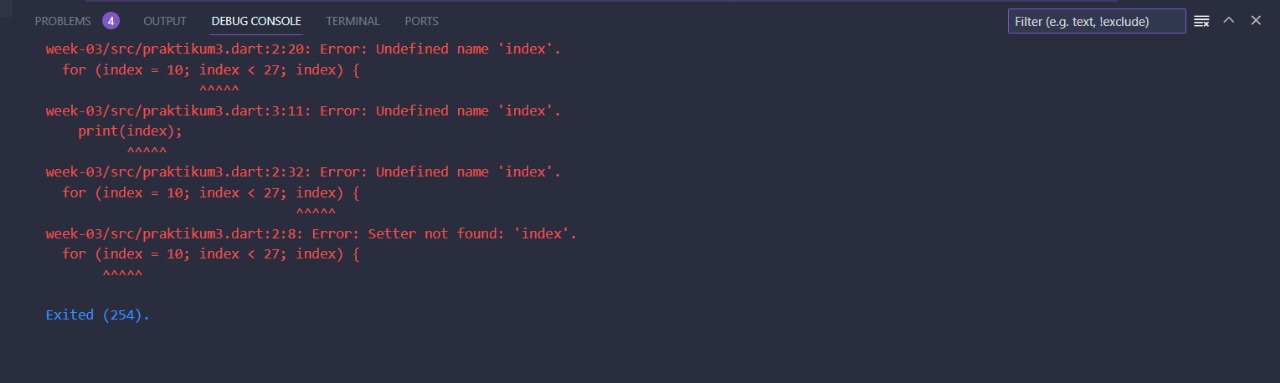 PROBLEMS 4 OUTPUT DEBUG CONSOLE TERMINAL PORTS Filter (e.g. text, !exclude)
week-03/src/praktikum3.dart:2:20: Error: Undefined name 'index'.
for (index = 10; index < 27; index) {
^^^^^
week-03/src/praktikum3.dart:3:11: Error: Undefined name 'index'.
print(index);
^^^^^
week-03/src/praktikum3.dart:2:32: Error: Undefined name 'index'.
for (index = 10; index < 27; index) {
^^^^^
week-03/src/praktikum3.dart:2:8: Error: Setter not found: 'index'.
for (index = 10; index < 27; index) {
^^^^^
Exited (254).